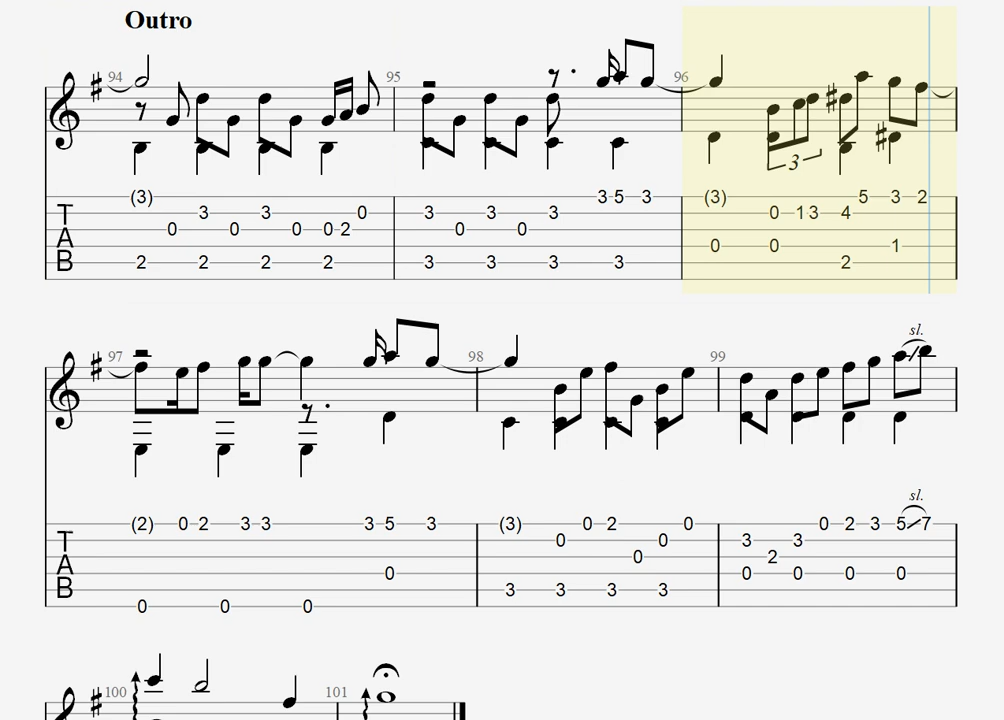 Outro
94 95 96
3
(3) 3 5 3 (3) 5 3 2
T 3 3 0 3 3 3 0 1 3 4
0 0 0 0 2 0 0
A 0 0 1
B 2 2 2 2 3 3 3 3 2
97 98 99
sl.
sl.
(2) 0 2 3 3 3 5 3 (3) 0 2 0 0 2 3 5 7
T 0 0 3 3
A 0 2
0 0 0 0 0
B 3 3 3 3
0 0 0
100 101